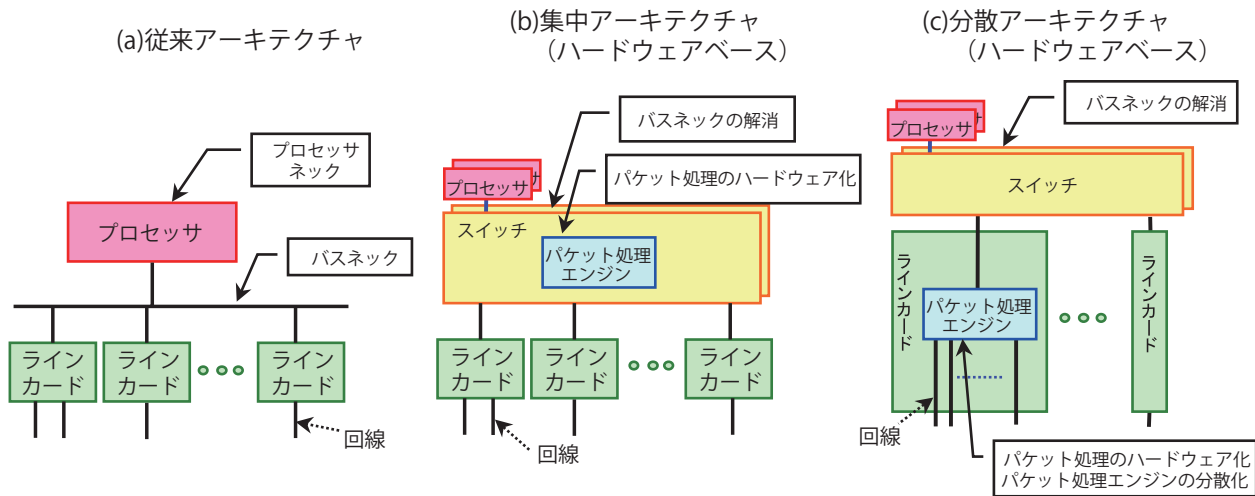 (a)従来アーキテクチャ
プロセッサ
ネック
プロセッサ
バスネック
ライン
カード
ライン
カード
ライン
カード
回線
(b)集中アーキテクチャ
（ハードウェアベース）
バスネックの解消
パケット処理のハードウェア化
プロセッサ
サ
スイッチ
パケット処理
エンジン
ライン
カード
ライン
カード
ライン
カード
回線
(c)分散アーキテクチャ
（ハードウェアベース）
バスネックの解消
プロセッサ
サ
スイッチ
ラインカード
パケット処理
エンジン
ラインカード
回線
パケット処理のハードウェア化
パケット処理エンジンの分散化